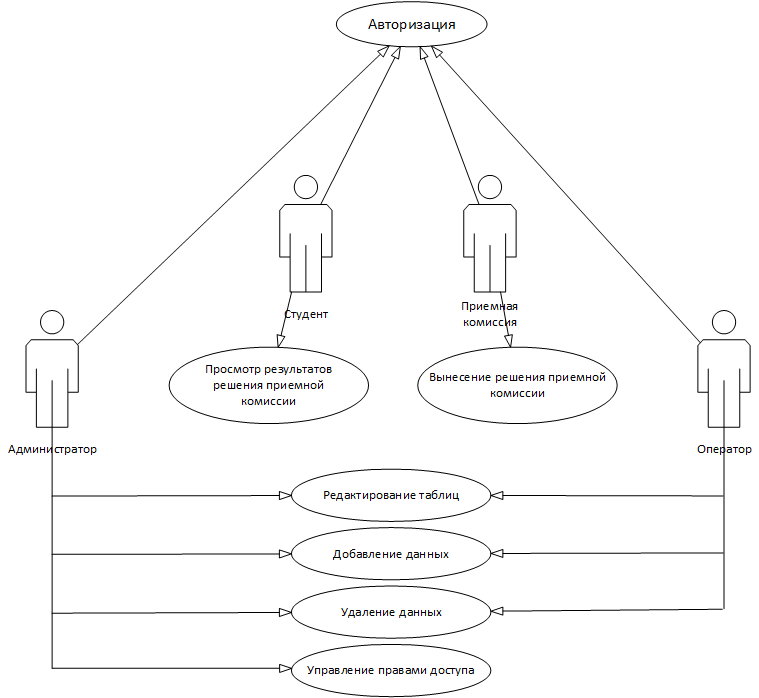 Авторизация
Студент
Приемная
комиссия
Просмотр результатов
решения приемной
комиссии
Вынесение решения приемной
комиссии
Администратор
Оператор
Редактирование таблиц
Добавление данных
Удаление данных
Управление правами доступа